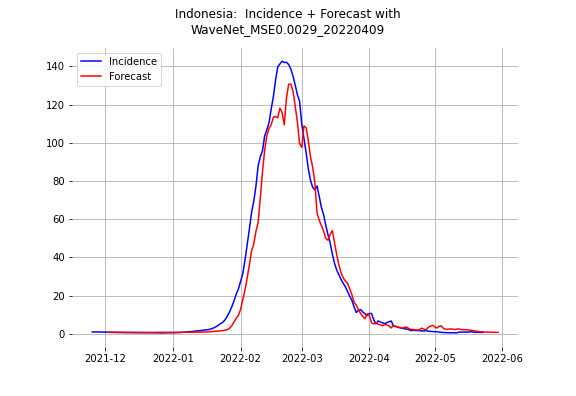 Indonesia:  Incidence + Forecast with
WaveNet_MSE0.0029_20220409
Incidence
Forecast
140
120
100
80
60
40
20
0
2021-12 2022-01 2022-02 2022-03 2022-04 2022-05 2022-06